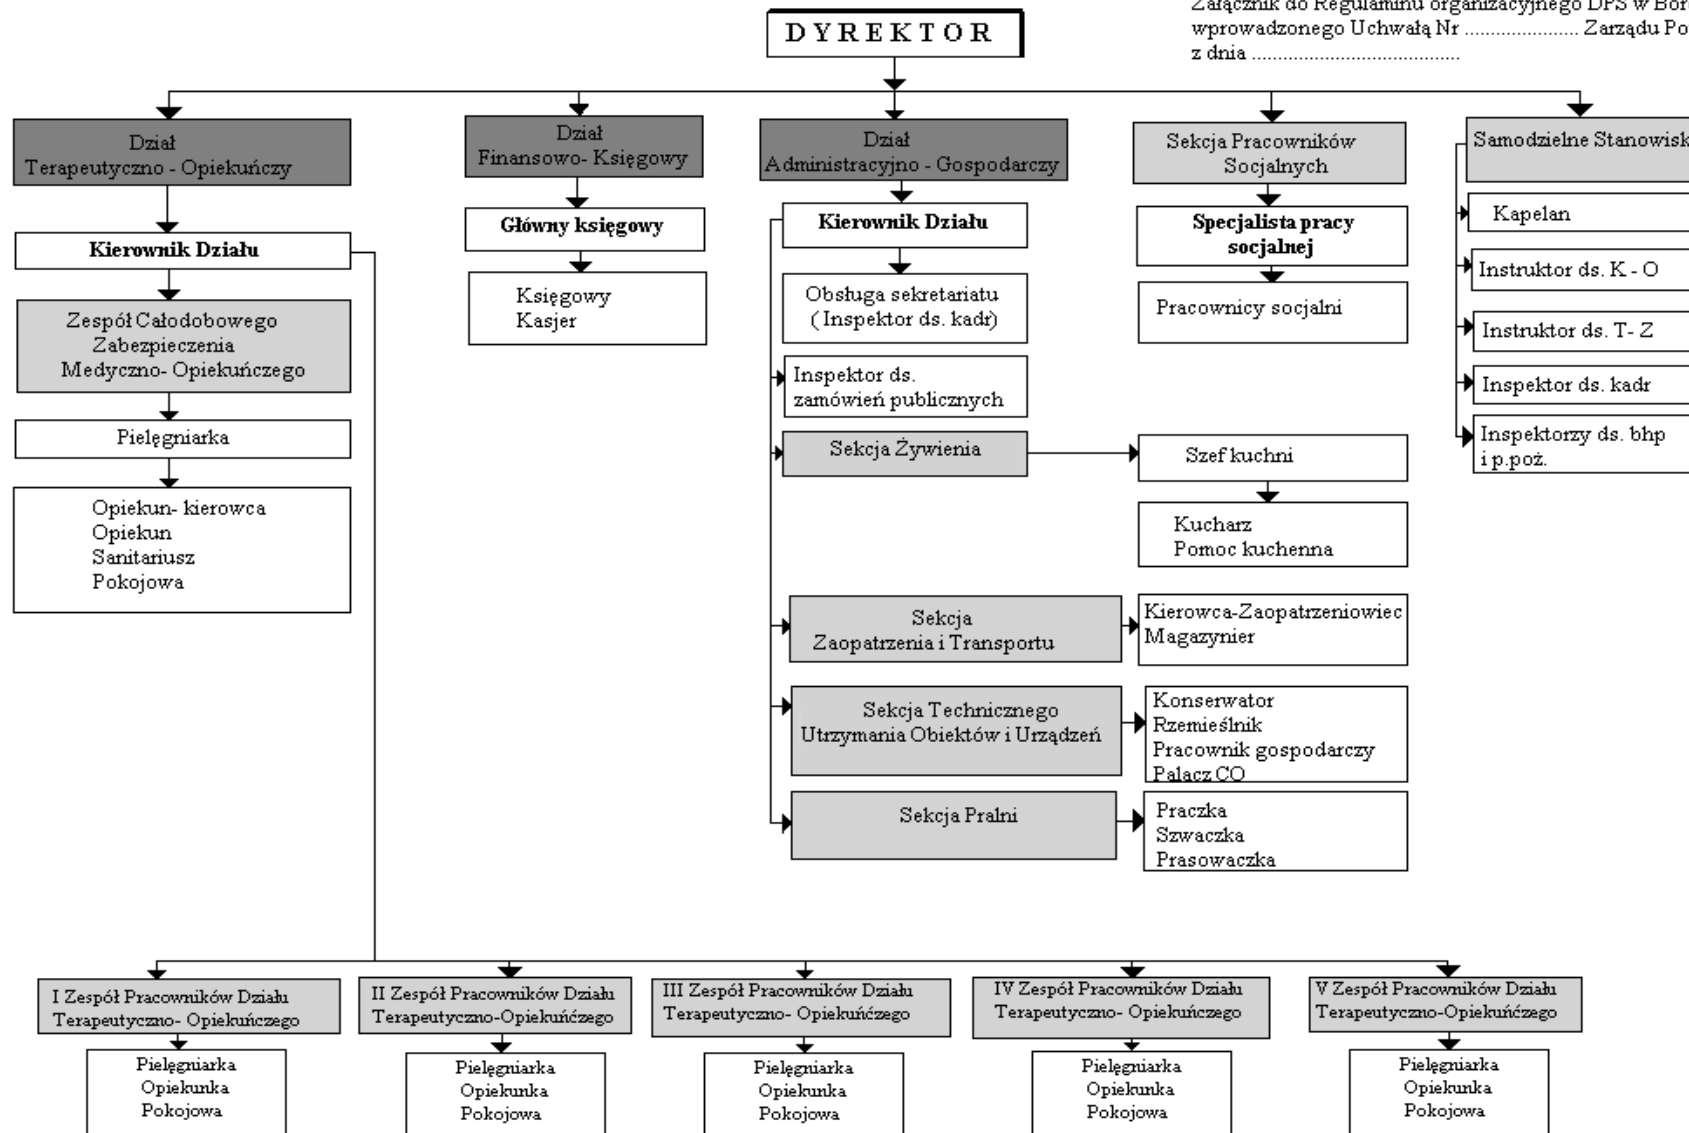 Załącznik do Regulaminu organizacyjnego DPS w
wprowadzonego Uchwałą Nr ...................... Zarządu
z dnia ........................................
DYREKTOR
Dział
Terapeutyczno - Opiekuńczy
Kierownik Działu
Zespół Całodobowego
Zabezpieczenia
Medyczno- Opiekuńczego
Pielęgniarka
Opiekun- kierowca
Opiekun
Sanitariusz
Pokojowa
Dział
Finansowo- Księgowy
Główny księgowy
Księgowy
Kasjer
Dział
Administracyjno - Gospodarczy
Kierownik Działu
Obsługa sekretariatu
( Inspektor ds. kadr)
Inspektor ds.
zamówień publicznych
Sekcja Żywienia
Szef kuchni
Kucharz
Pomoc kuchenna
Sekcja
Zaopatrzenia i Transportu
Kierowca-Zaopatrzeniowiec
Magazynier
Sekcja Technicznego
Utrzymania Obiektów i Urządzeń
Konserwator
Rzemieślnik
Pracownik gospodarczy
Palacz CO
Sekcja Pralni
Praczka
Szwaczka
Prasowaczka
Sekcja Pracowników
Socjalnych
Specjalista pracy
socjalnej
Pracownicy socjalni
Samodzielne Stanowisk
Kapelan
Instruktor ds. K - O
Instruktor ds. T- Z
Inspektor ds. kadr
Inspektorzy ds. bhp
i p.poż.
I Zespół Pracowników Działu
Terapeutyczno- Opiekuńczego
Pielęgniarka
Opiekunka
Pokojowa
II Zespół Pracowników Działu
Terapeutyczno-Opiekuńćzego
Pielęgniarka
Opiekunka
Pokojowa
III Zespół Pracowników Działu
Terapeutyczno- Opiekuńćzego
Pielęgniarka
Opiekunka
Pokojowa
IV Zespół Pracowników Działu
Terapeutyczno- Opiekuńczego
Pielęgniarka
Opiekunka
Pokojowa
V Zespół Pracowników Działu
Terapeutyczno-Opiekuńćzego
Pielęgniarka
Opiekunka
Pokojowa